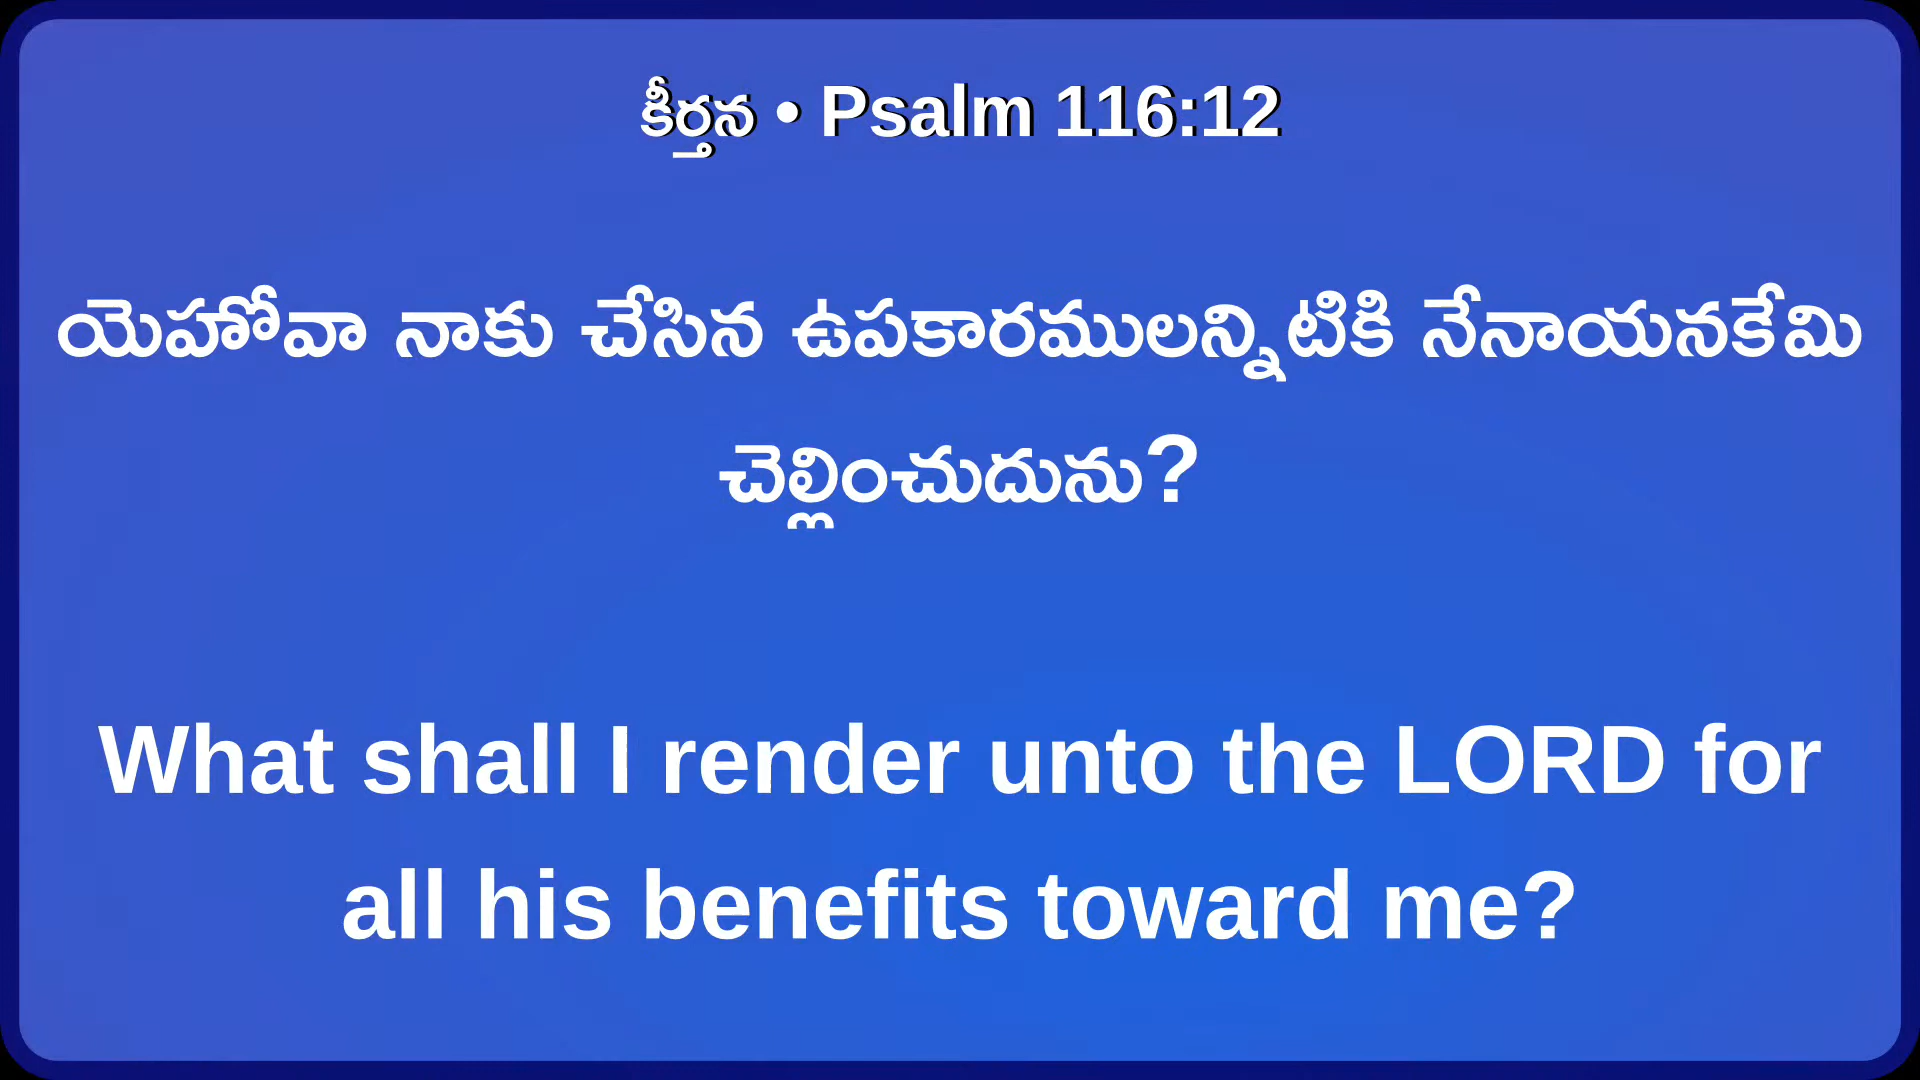 కీర్తన • Psalm 116:12
యెహోవా నాకు చేసిన ఉపకారములన్నిటికి నేనాయనకేమి
చెల్లించుదును?
What shall I render unto the LORD for
all his benefits toward me?